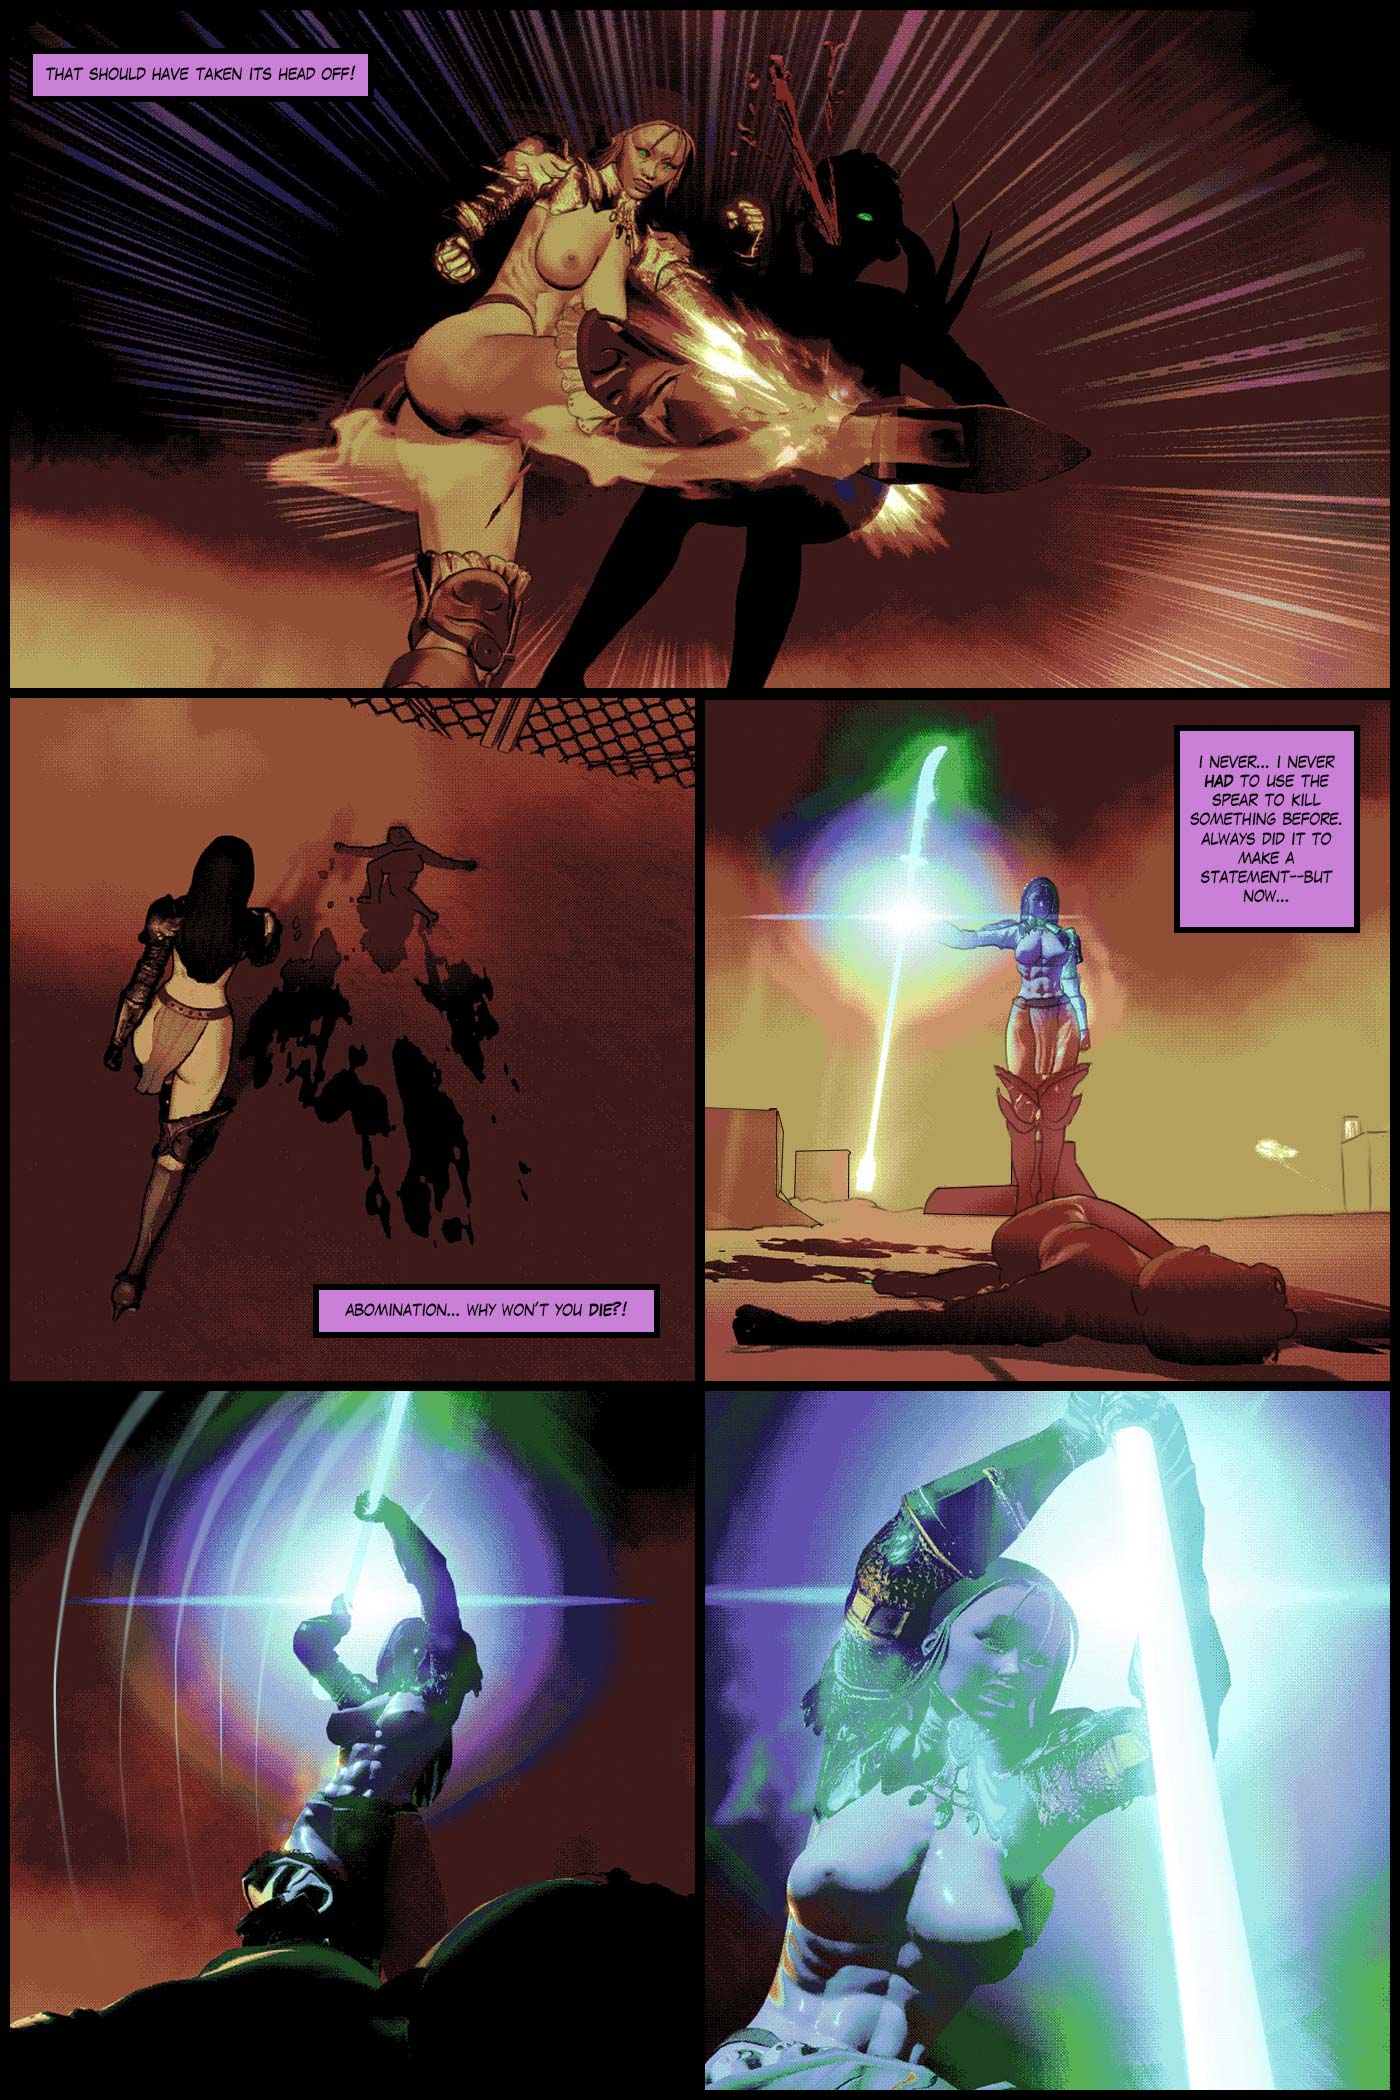 THAT SHOULD HAVE TAKEN ITS HEAD OFF!
ABOMINATION... WHY WON'T YOU DIE?!
I NEVER... I NEVER
HAD TO USE THE
SPEAR TO KILL
SOMETHING BEFORE.
ALWAYS DID IT TO
MAKE A
STATEMENT--BUT
NOW...